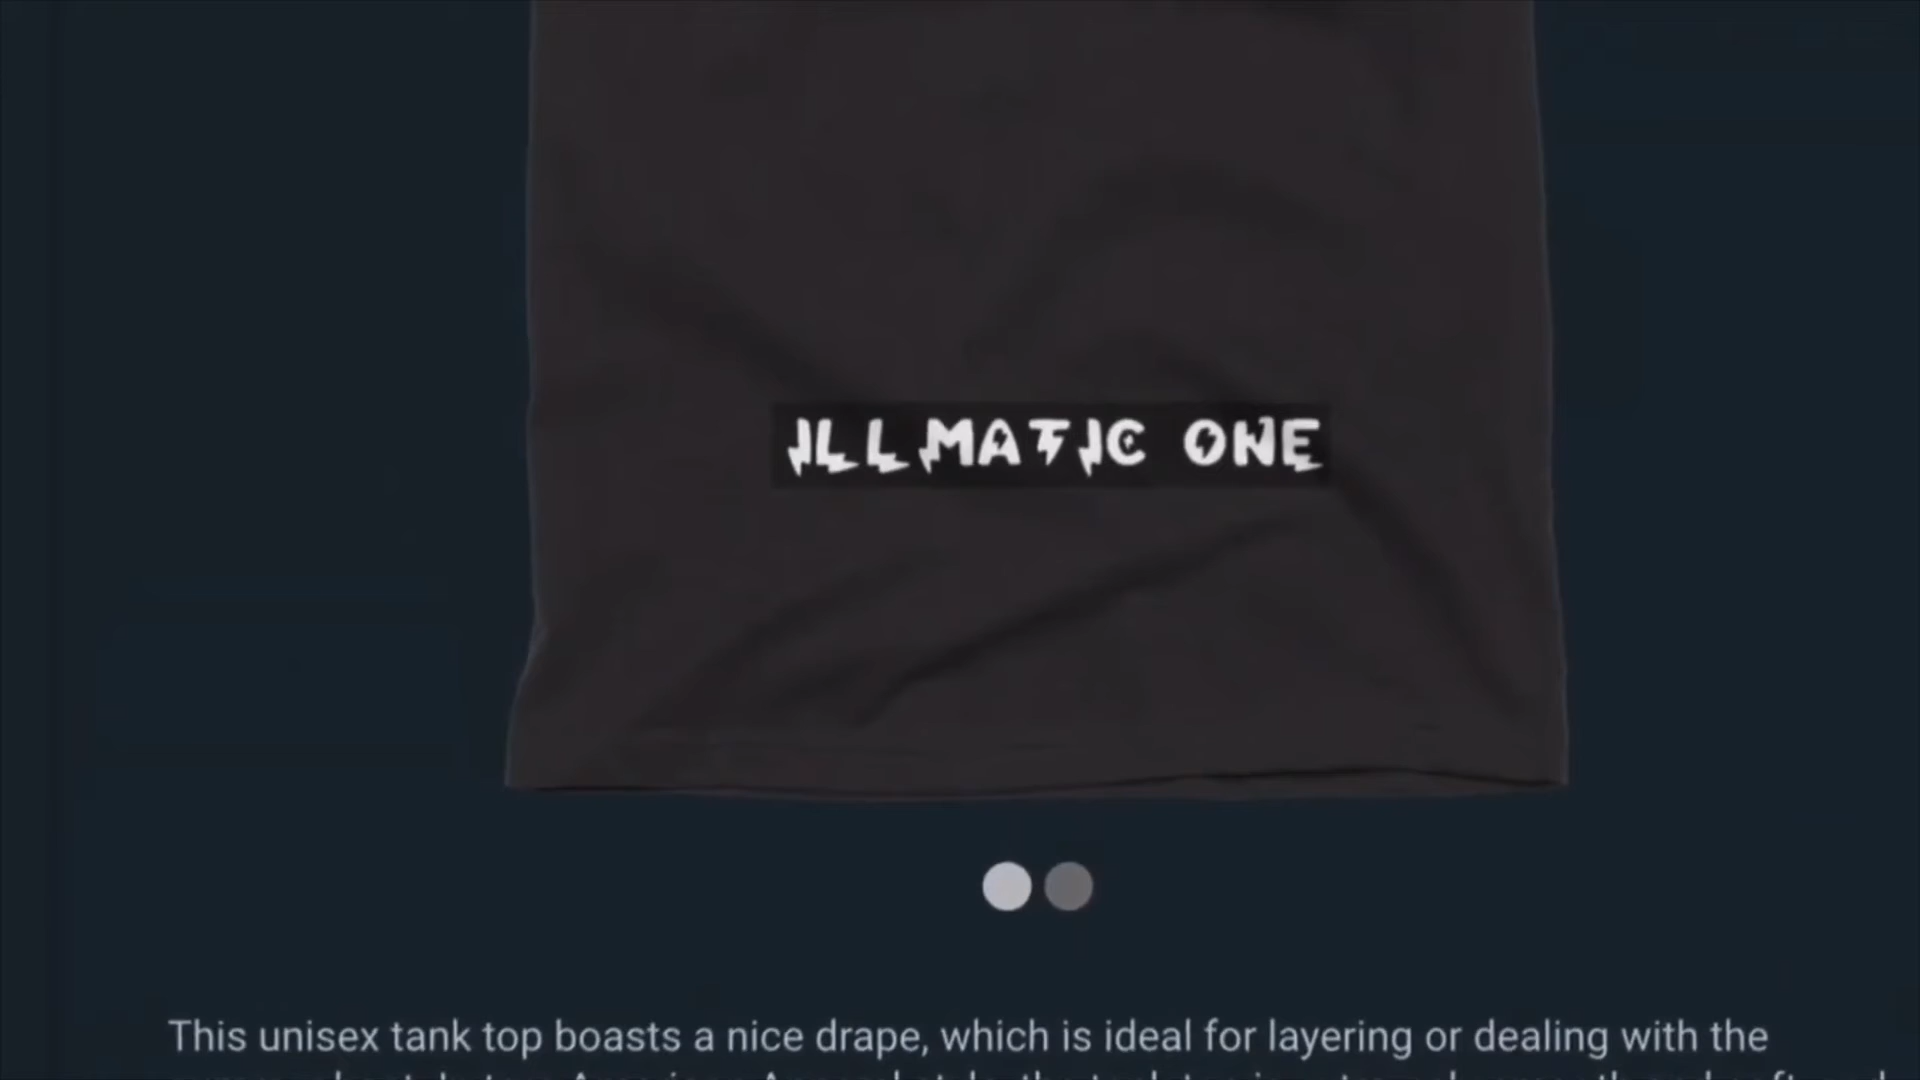 ILLMATIC ONE
This unisex tank top boasts a nice drape, which is ideal for layering or dealing with the